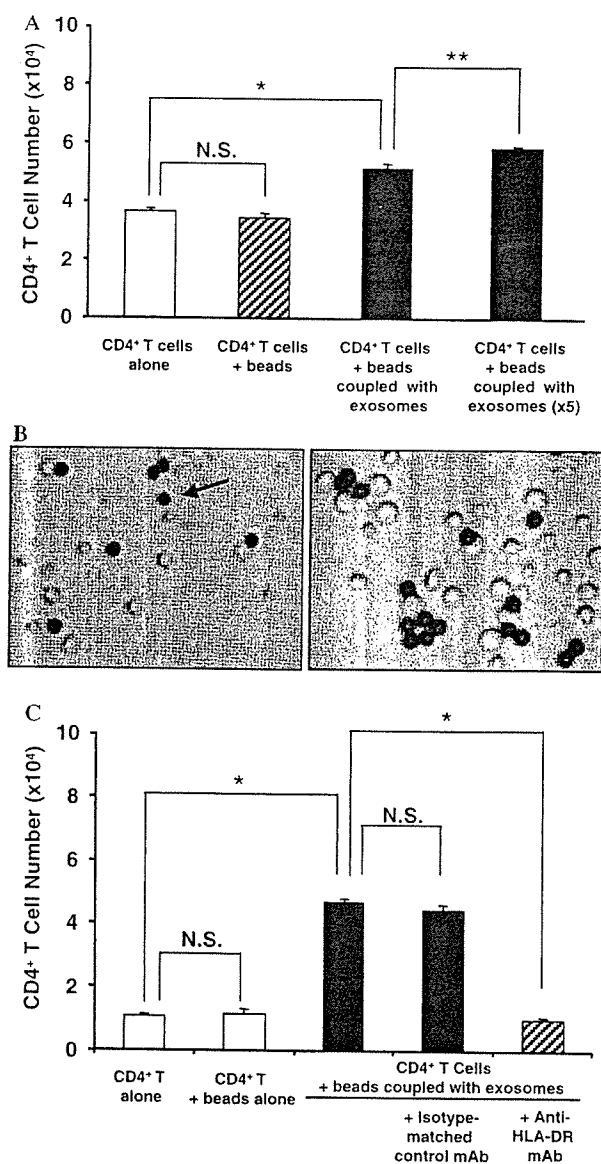 A
CD4⁺ T Cell Number (x10⁴)
10
8
6
4
2
0
*
**
N.S.
CD4⁺ T cells alone
CD4⁺ T cells + beads
CD4⁺ T cells + beads coupled with exosomes
CD4⁺ T cells + beads coupled with exosomes (x5)
B
C
CD4⁺ T Cell Number (x10⁴)
10
8
6
4
2
0
*
*
N.S.
N.S.
CD4⁺ T alone
CD4⁺ T + beads alone
CD4⁺ T Cells
+ beads coupled with exosomes
+ Isotype-matched control mAb
+ Anti-HLA-DR mAb